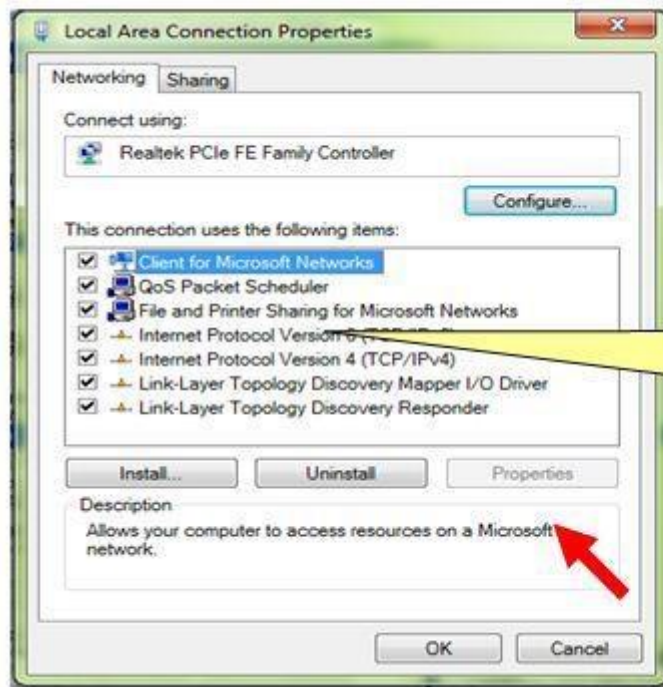 Local Area Connection Properties
Networking Sharing
Connect using:
Realtek PCIe FE Family Controller
Configure...
This connection uses the following items:
Client for Microsoft Networks
QoS Packet Scheduler
File and Printer Sharing for Microsoft Networks
Internet Protocol Version
Internet Protocol Version 4 (TCP/IPv4)
Link-Layer Topology Discovery Mapper I/O Driver
Link-Layer Topology Discovery Responder
Install... Uninstall Properties
Description
Allows your computer to access resources on a Microsoft
network.
OK Cancel